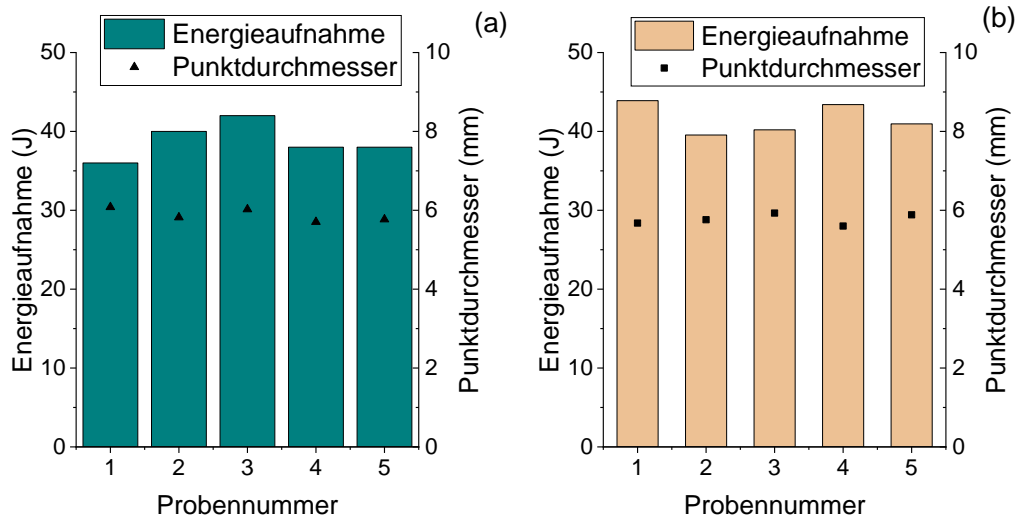 Energieaufnahme
Punktdurchmesser
(a)
50
40
30
20
10
0
Energieaufnahme (J)
10
8
6
4
2
0
Punktdurchmesser (mm)
1 2 3 4 5
Probennummer
Energieaufnahme
Punktdurchmesser
(b)
50
40
30
20
10
0
Energieaufnahme (J)
10
8
6
4
2
0
Punktdurchmesser (mm)
1 2 3 4 5
Probennummer